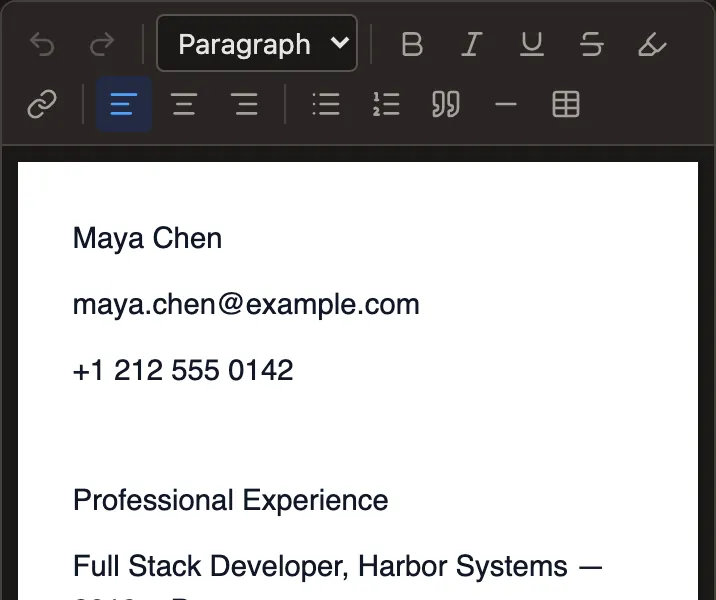 Paragraph
Maya Chen
maya.chen@example.com
+1 212 555 0142
Professional Experience
Full Stack Developer, Harbor Systems —